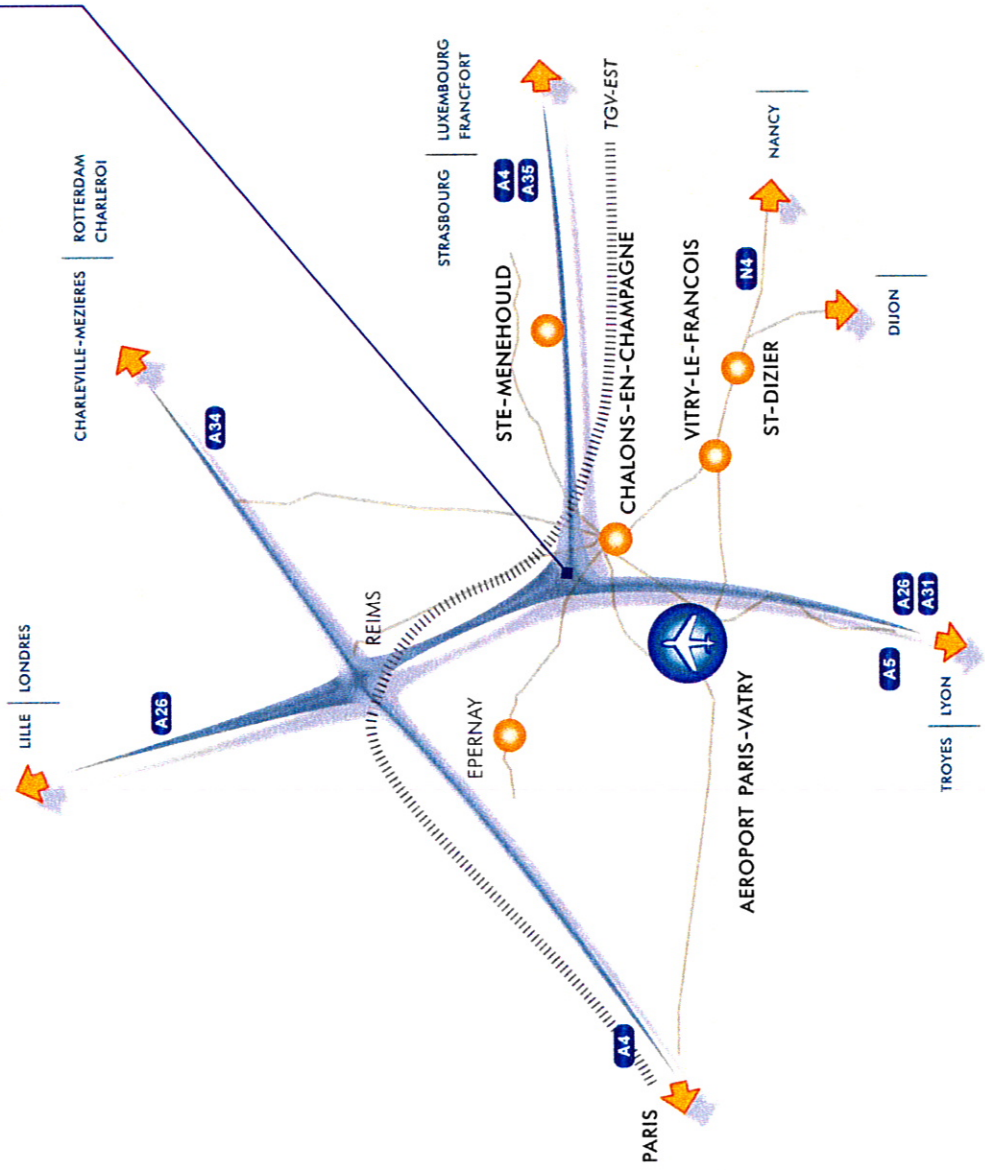 LILLE
LONDRES
A26
CHARLEVILLE-MEZIERES
ROTTERDAM
CHARLEROI
A34
REIMS
STRASBOURG
LUXEMBOURG
FRANCFORT
A4
A35
TGV-EST
STE-MENEHOULD
CHALONS-EN-CHAMPAGNE
EPERNAY
VITRY-LE-FRANCOIS
ST-DIZIER
N4
NANCY
DIJON
AEROPORT PARIS-VATRY
A4
PARIS
A5
A26
A31
TROYES
LYON